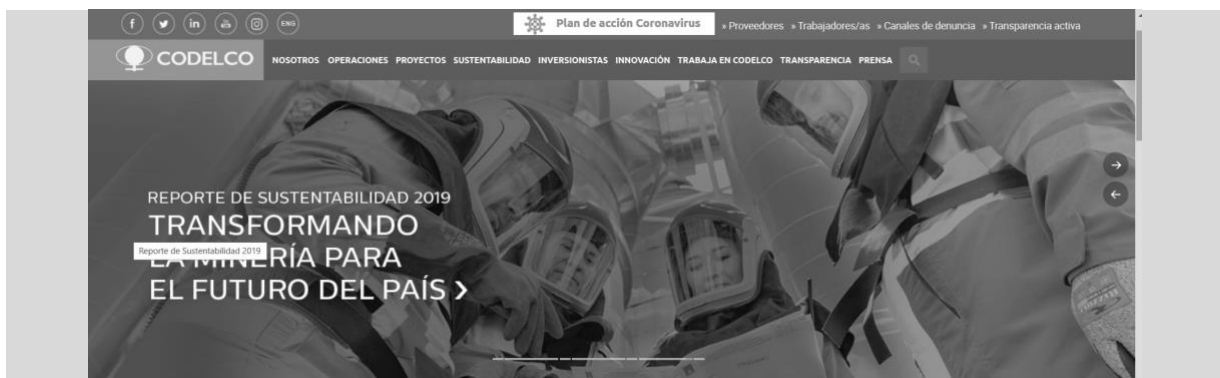 ENG
Plan de acción Coronavirus
» Proveedores » Trabajadores/as » Canales de denuncia » Transparencia activa
CODELCO
NOSOTROS OPERACIONES PROYECTOS SUSTENTABILIDAD INVERSIONISTAS INNOVACIÓN TRABAJA EN CODELCO TRANSPARENCIA PRENSA
REPORTE DE SUSTENTABILIDAD 2019
TRANSFORMANDO
Reporte de Sustentabilidad 2019
LA MINERÍA PARA
EL FUTURO DEL PAÍS